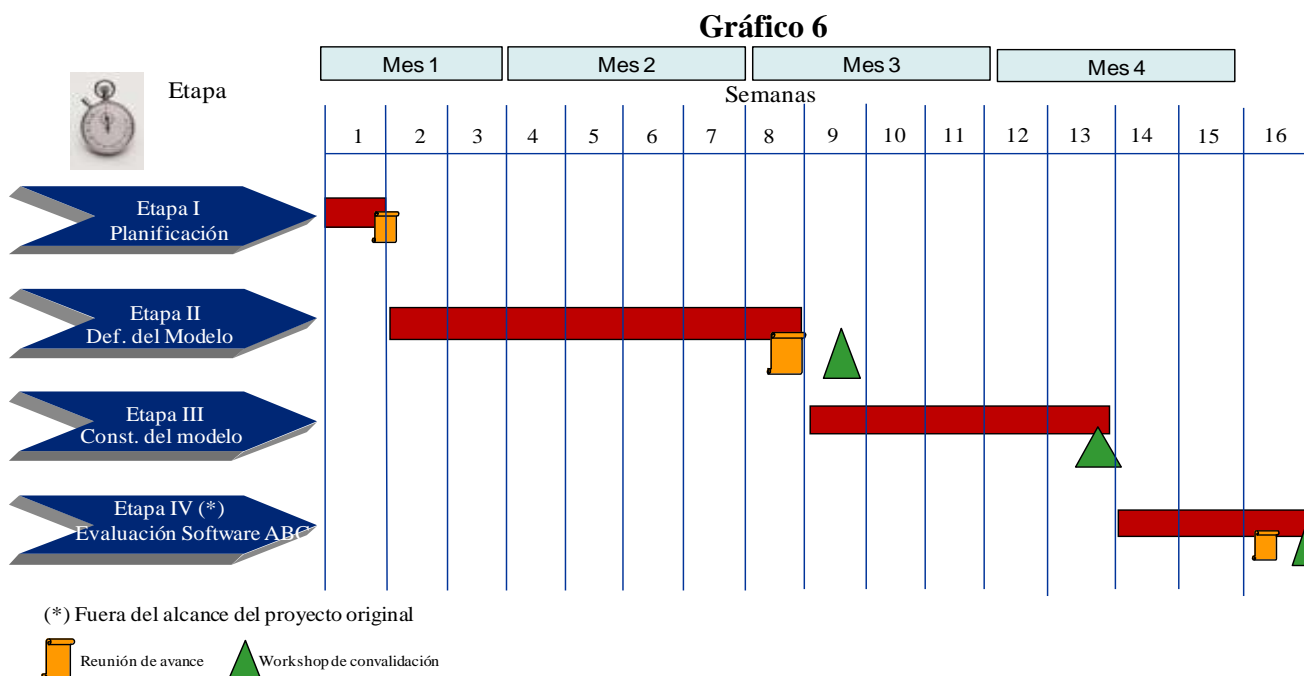 Gráfico 6
Mes 1 Mes 2 Mes 3 Mes 4
Etapa
Semanas
1 2 3 4 5 6 7 8 9 10 11 12 13 14 15 16
Etapa I
Planificación
Etapa II
Def. del Modelo
Etapa III
Const. del modelo
Etapa IV (*)
Evaluación Software ABC
(*) Fuera del alcance del proyecto original
Reunión de avance Workshop de convalidación